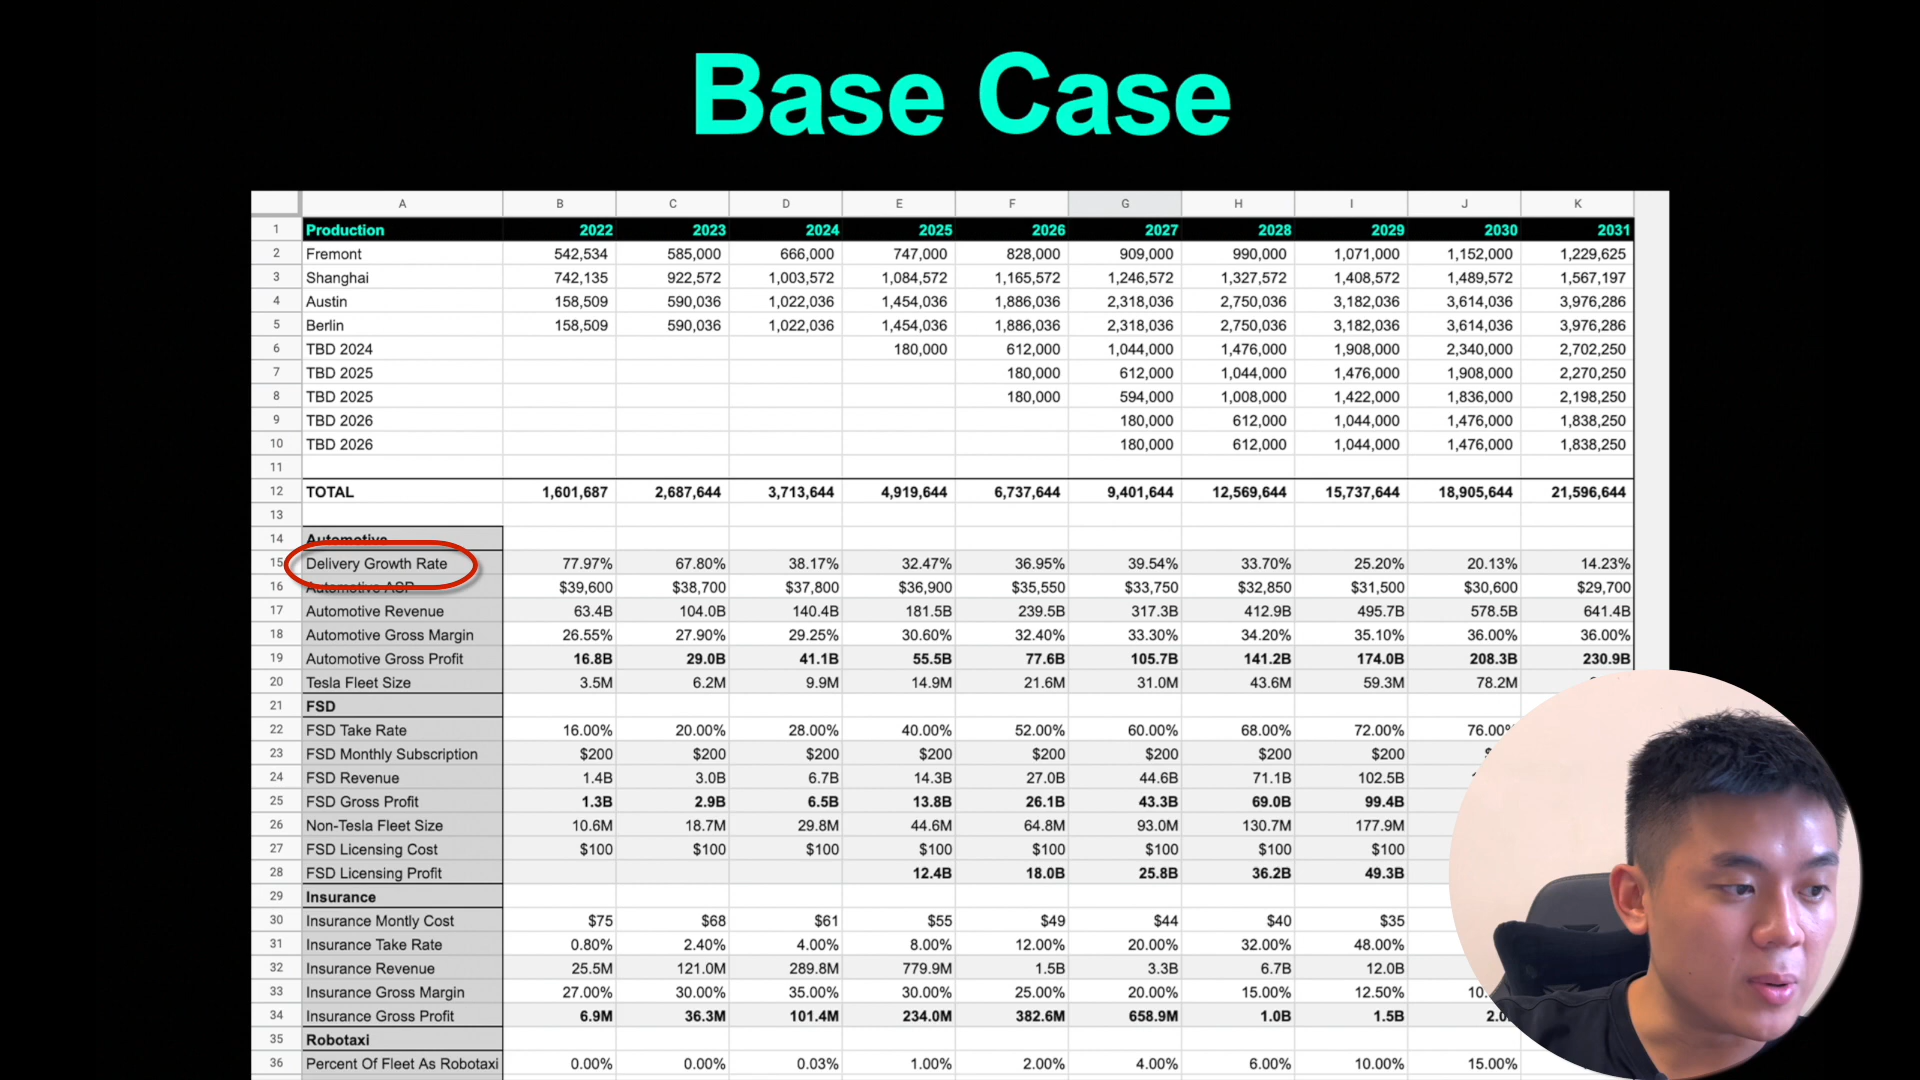 Base Case
A B C D E F G H I J K
1 Production 2022 2023 2024 2025 2026 2027 2028 2029 2030 2031
2 Fremont 542,534 585,000 666,000 747,000 828,000 909,000 990,000 1,071,000 1,152,000 1,229,625
3 Shanghai 742,135 922,572 1,003,572 1,084,572 1,165,572 1,246,572 1,327,572 1,408,572 1,489,572 1,567,197
4 Austin 158,509 590,036 1,022,036 1,454,036 1,886,036 2,318,036 2,750,036 3,182,036 3,614,036 3,976,286
5 Berlin 158,509 590,036 1,022,036 1,454,036 1,886,036 2,318,036 2,750,036 3,182,036 3,614,036 3,976,286
6 TBD 2024 180,000 612,000 1,044,000 1,476,000 1,908,000 2,340,000 2,702,250
7 TBD 2025 180,000 612,000 1,044,000 1,476,000 1,908,000 2,270,250
8 TBD 2025 180,000 594,000 1,008,000 1,422,000 1,836,000 2,198,250
9 TBD 2026 180,000 612,000 1,044,000 1,476,000 1,838,250
10 TBD 2026 180,000 612,000 1,044,000 1,476,000 1,838,250
11
12 TOTAL 1,601,687 2,687,644 3,713,644 4,919,644 6,737,644 9,401,644 12,569,644 15,737,644 18,905,644 21,596,644
13
14 Automotive
15 Delivery Growth Rate 77.97% 67.80% 38.17% 32.47% 36.95% 39.54% 33.70% 25.20% 20.13% 14.23%
16 Automotive ASP $39,600 $38,700 $37,800 $36,900 $35,550 $33,750 $32,850 $31,500 $30,600 $29,700
17 Automotive Revenue 63.4B 104.0B 140.4B 181.5B 239.5B 317.3B 412.9B 495.7B 578.5B 641.4B
18 Automotive Gross Margin 26.55% 27.90% 29.25% 30.60% 32.40% 33.30% 34.20% 35.10% 36.00% 36.00%
19 Automotive Gross Profit 16.8B 29.0B 41.1B 55.5B 77.6B 105.7B 141.2B 174.0B 208.3B 230.9B
20 Tesla Fleet Size 3.5M 6.2M 9.9M 14.9M 21.6M 31.0M 43.6M 59.3M 78.2M
21 FSD
22 FSD Take Rate 16.00% 20.00% 28.00% 40.00% 52.00% 60.00% 68.00% 72.00% 76.00%
23 FSD Monthly Subscription $200 $200 $200 $200 $200 $200 $200 $200
24 FSD Revenue 1.4B 3.0B 6.7B 14.3B 27.0B 44.6B 71.1B 102.5B
25 FSD Gross Profit 1.3B 2.9B 6.5B 13.8B 26.1B 43.3B 69.0B 99.4B
26 Non-Tesla Fleet Size 10.6M 18.7M 29.8M 44.6M 64.8M 93.0M 130.7M 177.9M
27 FSD Licensing Cost $100 $100 $100 $100 $100 $100 $100 $100
28 FSD Licensing Profit 12.4B 18.0B 25.8B 36.2B 49.3B
29 Insurance
30 Insurance Montly Cost $75 $68 $61 $55 $49 $44 $40 $35
31 Insurance Take Rate 0.80% 2.40% 4.00% 8.00% 12.00% 20.00% 32.00% 48.00%
32 Insurance Revenue 25.5M 121.0M 289.8M 779.9M 1.5B 3.3B 6.7B 12.0B
33 Insurance Gross Margin 27.00% 30.00% 35.00% 30.00% 25.00% 20.00% 15.00% 12.50% 10.
34 Insurance Gross Profit 6.9M 36.3M 101.4M 234.0M 382.6M 658.9M 1.0B 1.5B 2.0
35 Robotaxi
36 Percent Of Fleet As Robotaxi 0.00% 0.00% 0.03% 1.00% 2.00% 4.00% 6.00% 10.00% 15.00%